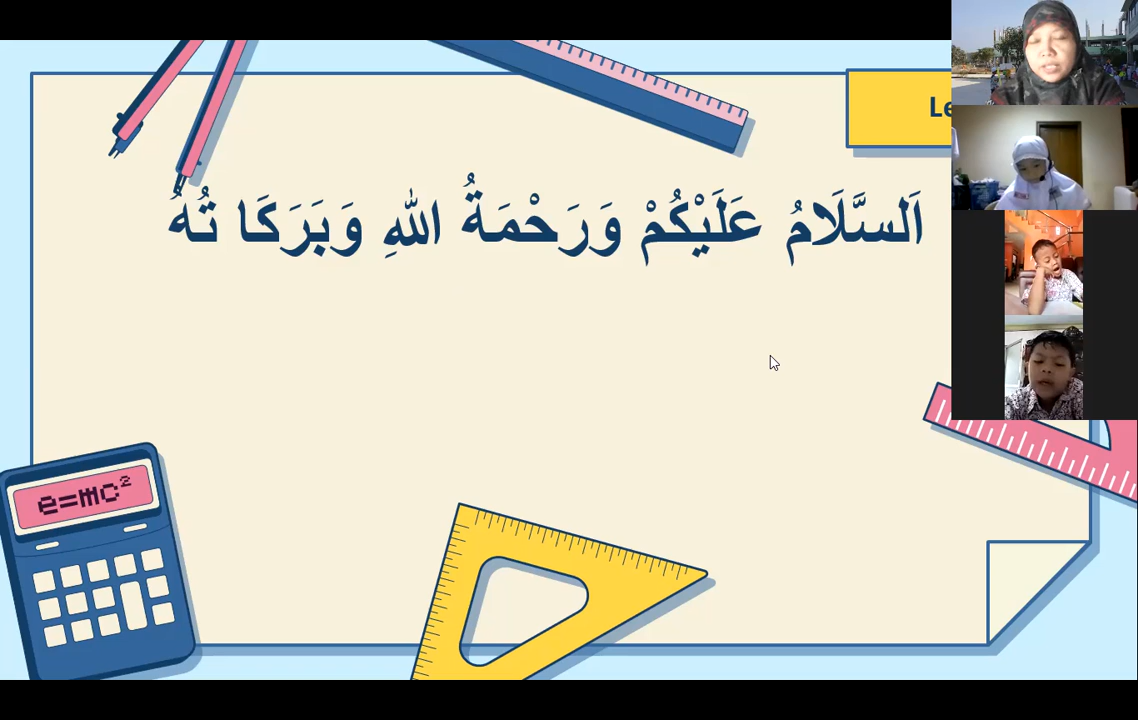 اَلسَّلَامُ عَلَيْكُمْ وَرَحْمَةُ اللهِ وَبَرَكَا تُهُ
e=mc²